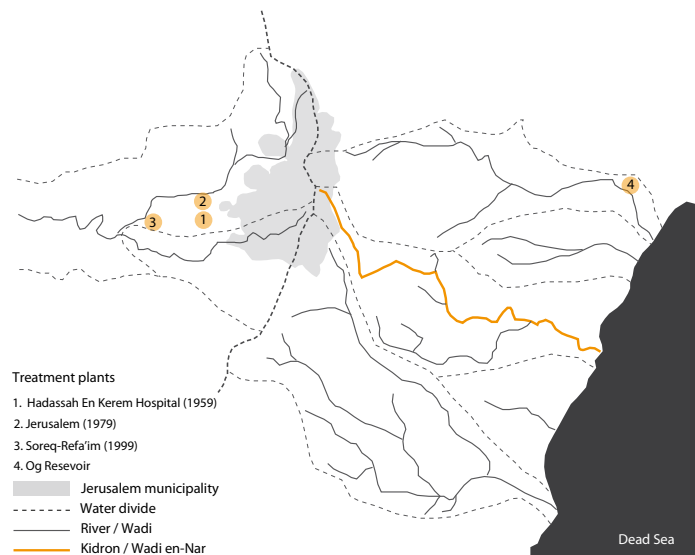 4
2
3
1
Treatment plants
1. Hadassah En Kerem Hospital (1959)
2. Jerusalem (1979)
3. Soreq-Refa'im (1999)
4. Og Resevoir
Jerusalem municipality
Water divide
River / Wadi
Kidron / Wadi en-Nar
Dead Sea